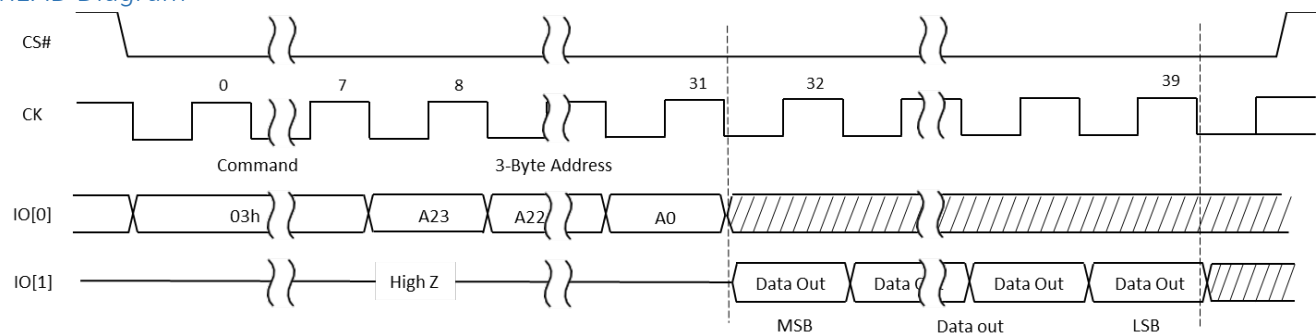 READ Diagram
CS#
0 7 8 31 32 39
CK
Command 3-Byte Address
IO[0] 03h A23 A22 A0
IO[1] High Z Data Out Data Out Data Out
MSB Data out LSB